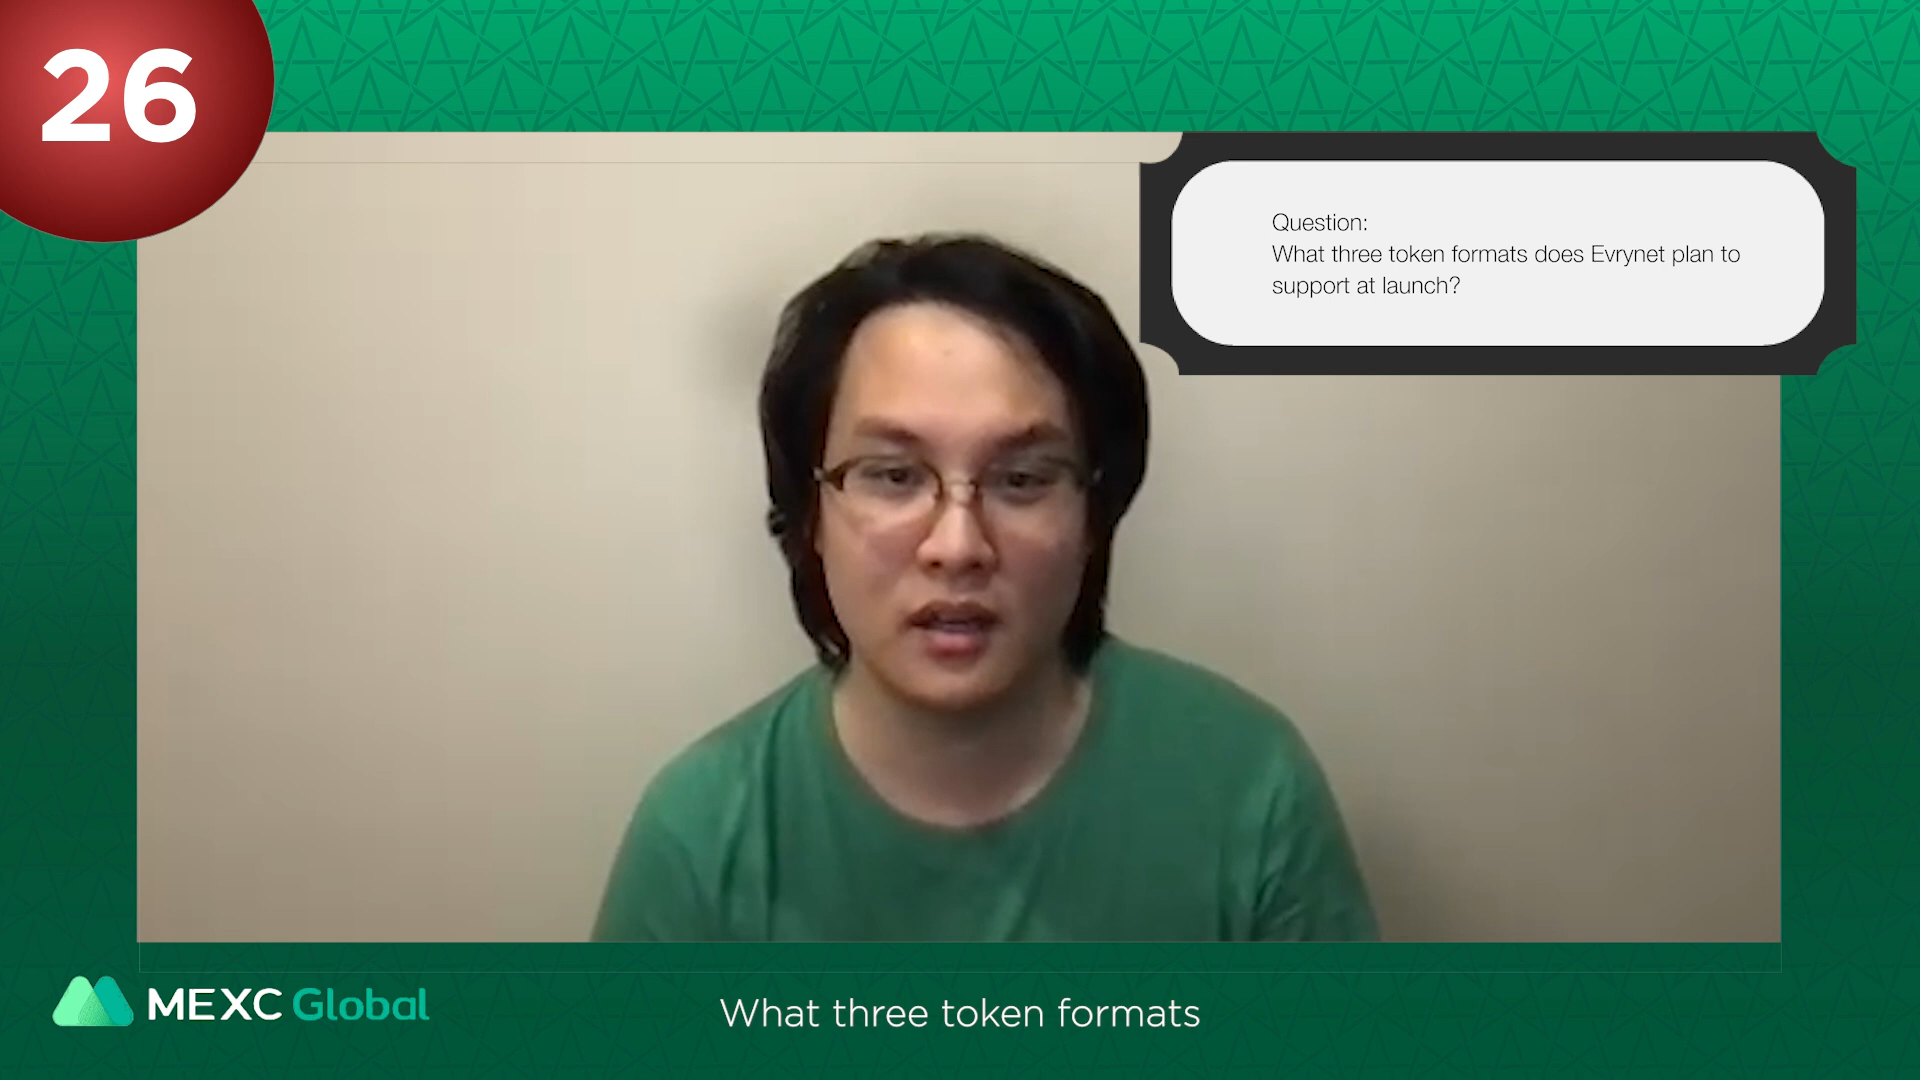 26
Question:
What three token formats does Evrynet plan to
support at launch?
MEXC Global
What three token formats